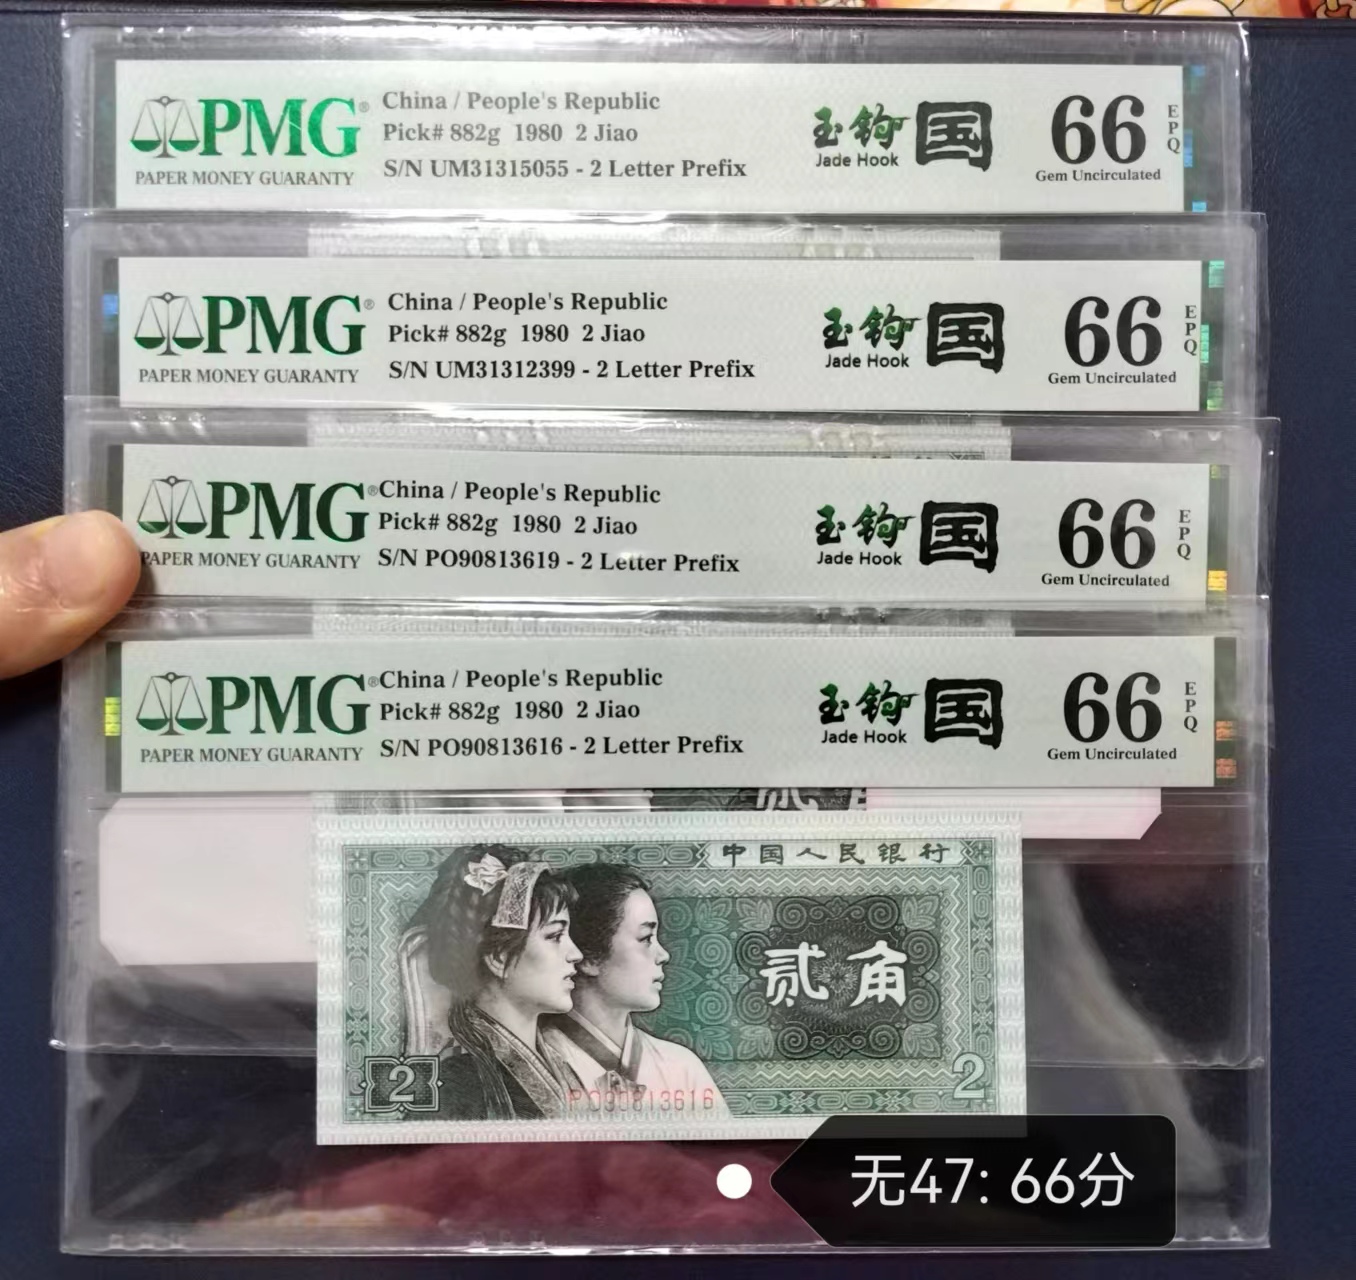 PMG®
PAPER MONEY GUARANTY
China / People's Republic
Pick# 882g 1980 2 Jiao
S/N UM31315055 - 2 Letter Prefix
玉钩
Jade Hook
国
66
EPQ
Gem Uncirculated
PMG®
PAPER MONEY GUARANTY
China / People's Republic
Pick# 882g 1980 2 Jiao
S/N UM31312399 - 2 Letter Prefix
玉钩
Jade Hook
国
66
EPQ
Gem Uncirculated
PMG®
PAPER MONEY GUARANTY
China / People's Republic
Pick# 882g 1980 2 Jiao
S/N PO90813619 - 2 Letter Prefix
玉钩
Jade Hook
国
66
EPQ
Gem Uncirculated
PMG®
PAPER MONEY GUARANTY
China / People's Republic
Pick# 882g 1980 2 Jiao
S/N PO90813616 - 2 Letter Prefix
玉钩
Jade Hook
国
66
EPQ
Gem Uncirculated
中国人民银行
贰角
2
2
PO90813616
无47: 66分